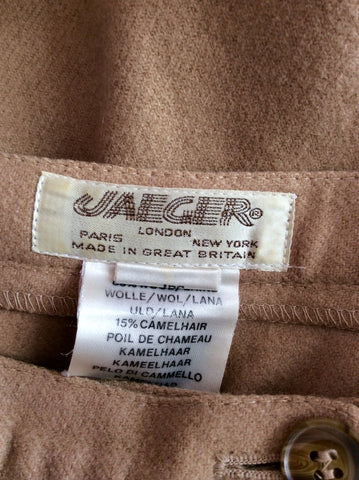 JAEGER®
LONDON
PARIS NEW YORK
MADE IN GREAT BRITAIN
WOLLE/WOL/LANA
ULD/LANA
15% CAMELHAIR
POIL DE CHAMEAU
KAMELHAAR
KAMEELHAAR
PELO DI CAMMELLO